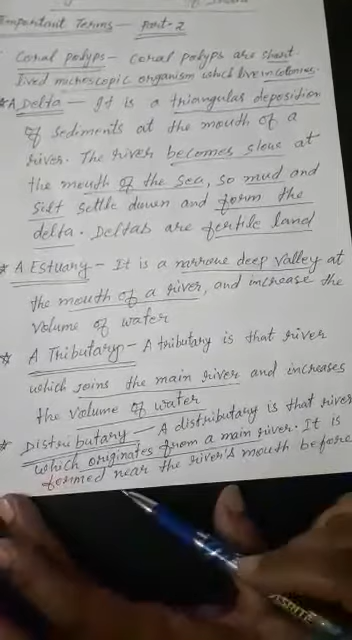 of
Important Terms - Part-2
Coral polyps - coral polyps are short
lived microscopic organism which live in colonies.
*A Delta - It is a triangular deposition
of sediments at the mouth of a
river. The river becomes slow at
the mouth of the sea, so mud and
silt settle down and form the
delta. Deltas are fertile land
* A Estuary - It is a narrow deep valley at
the mouth of a river, and increase the
volume of water
* A Tributary - A tributary is that river
which joins the main river and increases
the volume of water
* Distributary - A distributary is that river
which originates from a main river. It is
formed near the river's mouth before